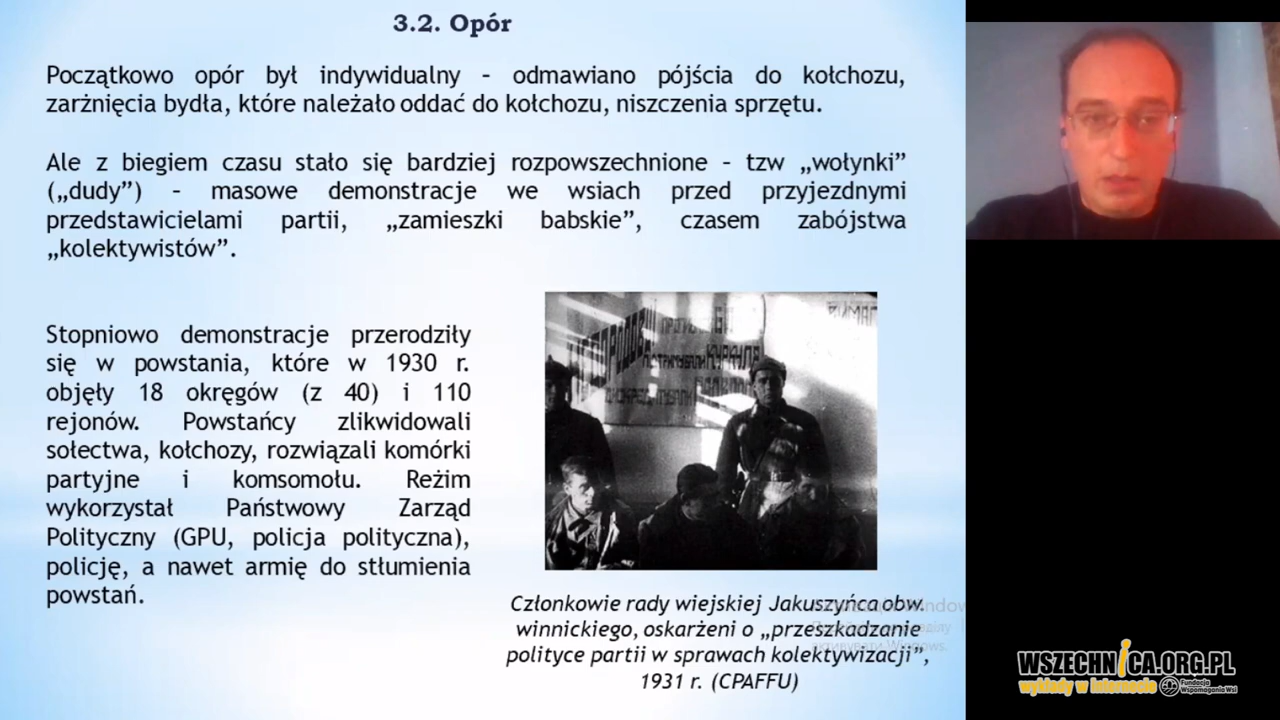 3.2. Opór
Początkowo opór był indywidualny – odmawiano pójścia do kołchozu,
zarżnięcia bydła, które należało oddać do kołchozu, niszczenia sprzętu.
Ale z biegiem czasu stało się bardziej rozpowszechnione – tzw „wołynki”
(„dudy”) – masowe demonstracje we wsiach przed przyjezdnymi
przedstawicielami partii, „zamieszki babskie”, czasem zabójstwa
„kolektywistów”.
Stopniowo demonstracje przerodziły
się w powstania, które w 1930 r.
objęły 18 okręgów (z 40) i 110
rejonów. Powstańcy zlikwidowali
sołectwa, kołchozy, rozwiązali komórki
partyjne i komsomołu. Reżim
wykorzystał Państwowy Zarząd
Polityczny (GPU, policja polityczna),
policję, a nawet armię do stłumienia
powstań.
Członkowie rady wiejskiej Jakuszyńca obw.
winnickiego, oskarżeni o „przeszkadzanie
polityce partii w sprawach kolektywizacji”,
1931 r. (CPAFFU)
WSZECHNICA.ORG.PL
wykłady w internecie
Fundacja
Wspomagania Wsi